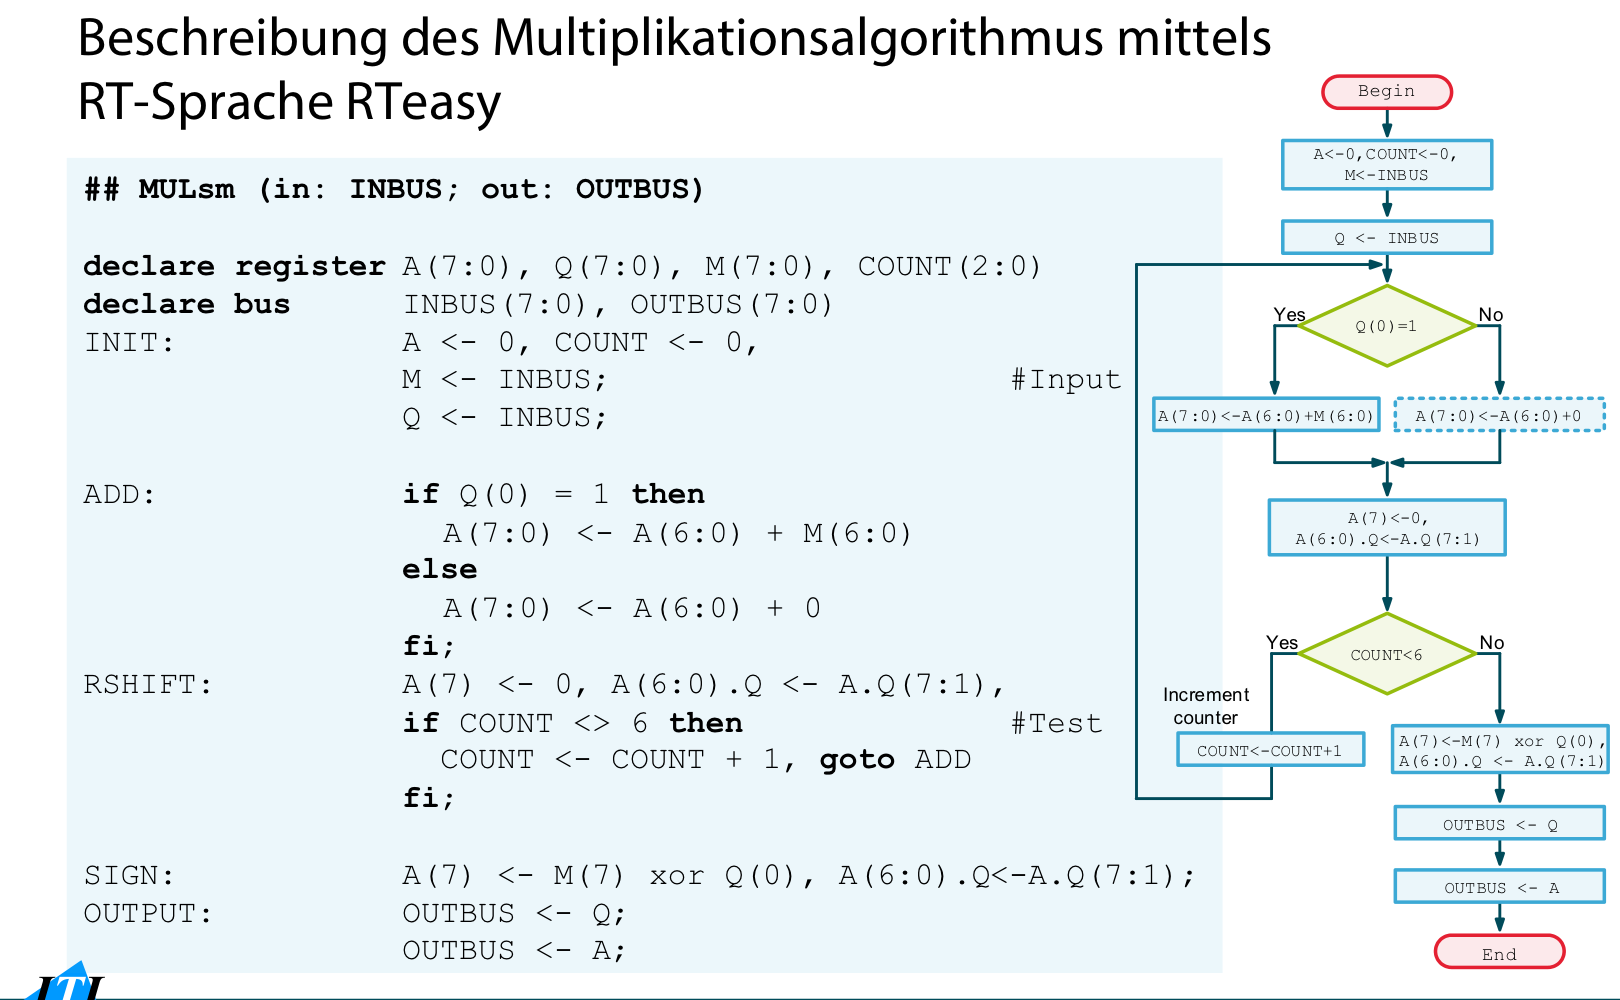 Beschreibung des Multiplikationsalgorithmus mittels
RT-Sprache RTeasy
## MULsm (in: INBUS; out: OUTBUS)
declare register A(7:0), Q(7:0), M(7:0), COUNT(2:0)
declare bus INBUS(7:0), OUTBUS(7:0)
INIT: A <- 0, COUNT <- 0,
M <- INBUS; #Input
Q <- INBUS;
ADD: if Q(0) = 1 then
A(7:0) <- A(6:0) + M(6:0)
else
A(7:0) <- A(6:0) + 0
fi;
RSHIFT: A(7) <- 0, A(6:0).Q <- A.Q(7:1),
if COUNT <> 6 then #Test
COUNT <- COUNT + 1, goto ADD
fi;
SIGN: A(7) <- M(7) xor Q(0), A(6:0).Q<-A.Q(7:1);
OUTPUT: OUTBUS <- Q;
OUTBUS <- A;
Begin
A<-0,COUNT<-0,
M<-INBUS
Q <- INBUS
Yes
Q(0)=1
No
A(7:0)<-A(6:0)+M(6:0)
A(7:0)<-A(6:0)+0
A(7)<-0,
A(6:0).Q<-A.Q(7:1)
Yes
COUNT<6
No
Increment
counter
COUNT<-COUNT+1
A(7)<-M(7) xor Q(0),
A(6:0).Q <- A.Q(7:1)
OUTBUS <- Q
OUTBUS <- A
End
ITI